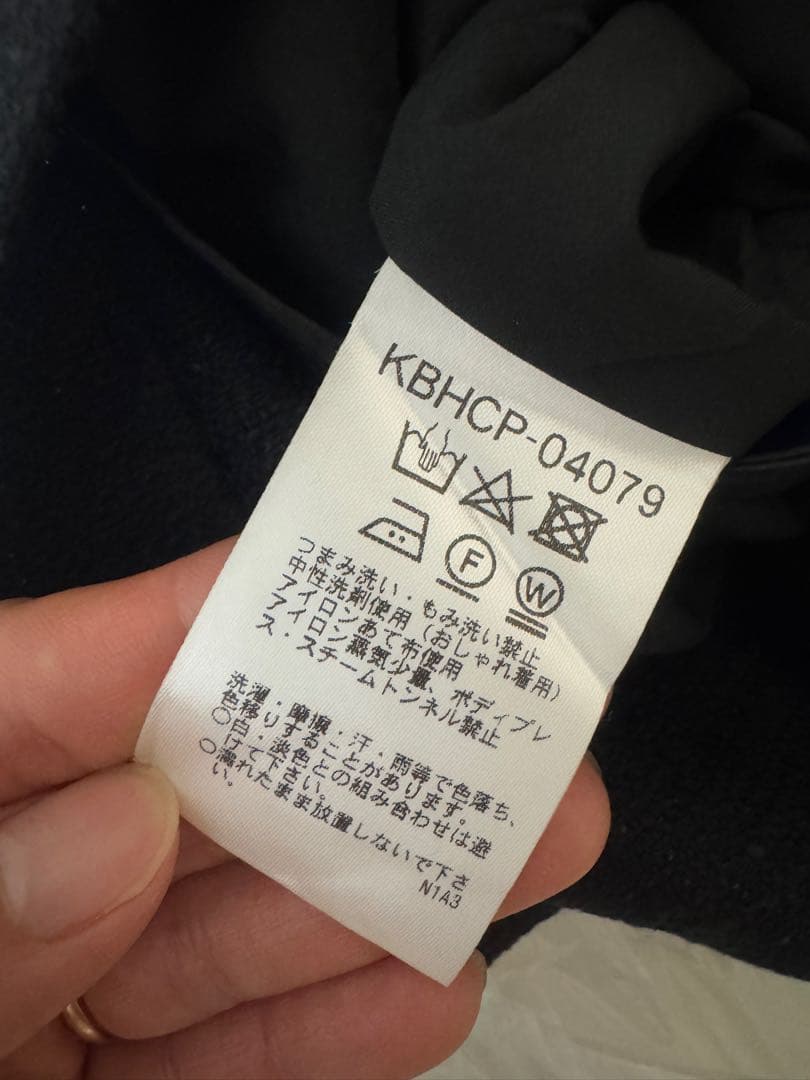 KBHCP-04079
F W
つまみ洗い・もみ洗い禁止
中性洗剤使用(おしゃれ着用)
アイロンあて布使用
アイロン蒸気少量、ボディプレ
ス・スチームトンネル禁止
洗濯・摩擦・汗・雨等で色落ち、
色移りすることがあります。
○白・淡色との組み合わせは避
けて下さい。
○濡れたまま放置しないで下さ
い。
N1A3